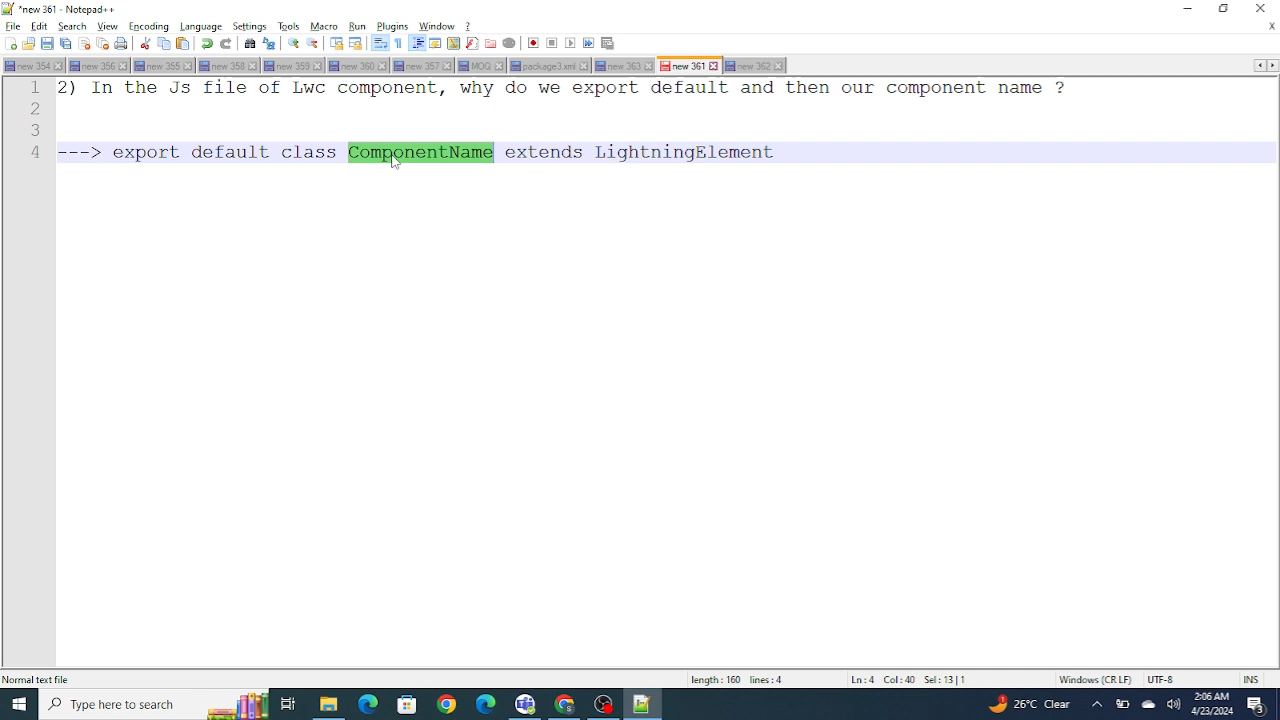 *new 361 - Notepad++
File Edit Search View Encoding Language Settings Tools Macro Run Plugins Window ?
X
new 354 new 356 new 355 new 358 new 359 new 360 new 357 MOQ package3.xml new 363 new 361 new 362
1 2) In the Js file of Lwc component, why do we export default and then our component name ?
2
3
4 ---> export default class ComponentName extends LightningElement
Normal text file length : 160 lines : 4 Ln : 4 Col : 40 Sel : 13 | 1 Windows (CR LF) UTF-8 INS
Type here to search 26°C Clear 2:06 AM
4/23/2024 3